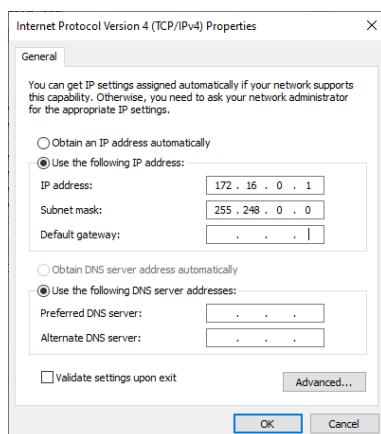 Internet Protocol Version 4 (TCP/IPv4) Properties
General
You can get IP settings assigned automatically if your network supports
this capability. Otherwise, you need to ask your network administrator
for the appropriate IP settings.
Obtain an IP address automatically
Use the following IP address:
IP address: 172 . 16 . 0 . 1
Subnet mask: 255 . 248 . 0 . 0
Default gateway: . . .
Obtain DNS server address automatically
Use the following DNS server addresses:
Preferred DNS server: . . .
Alternate DNS server: . . .
Validate settings upon exit
Advanced...
OK Cancel